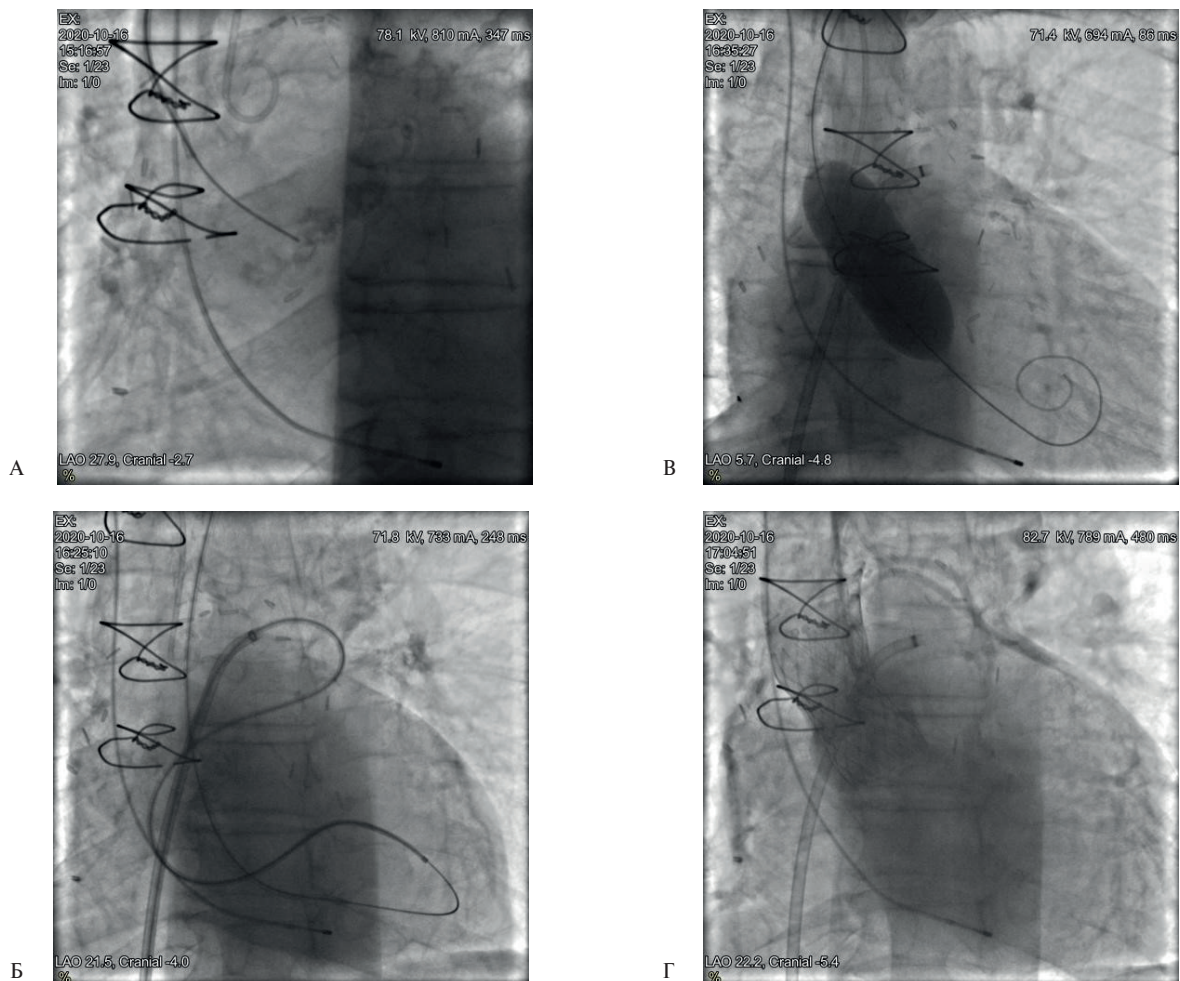 EX:
2020-10-16
15:16:57
Se: 1/23
Im: 1/0
78.1 kV, 810 mA, 347 ms
LAO 27.9, Cranial -2.7
%
А
EX:
2020-10-16
16:35:27
Se: 1/23
Im: 1/0
71.4 kV, 694 mA, 86 ms
LAO 5.7, Cranial -4.8
%
В
EX:
2020-10-16
16:25:10
Se: 1/23
Im: 1/0
71.8 kV, 733 mA, 248 ms
LAO 21.5, Cranial -4.0
%
Б
EX:
2020-10-16
17:04:51
Se: 1/23
Im: 1/0
82.7 kV, 789 mA, 480 ms
LAO 22.2, Cranial -5.4
%
Г